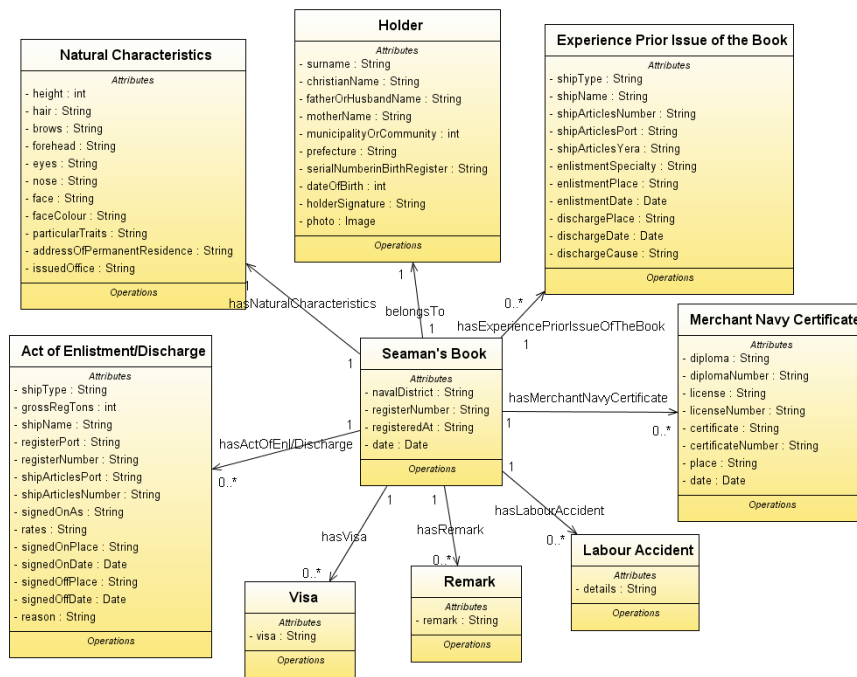 Natural Characteristics
Attributes
- height : int
- hair : String
- brows : String
- forehead : String
- eyes : String
- nose : String
- face : String
- faceColour : String
- particularTraits : String
- addressOfPermanentResidence : String
- issuedOffice : String
Operations
Holder
Attributes
- surname : String
- christianName : String
- fatherOrHusbandName : String
- motherName : String
- municipalityOrCommunity : int
- prefecture : String
- serialNumberinBirthRegister : String
- dateOfBirth : int
- holderSignature : String
- photo : Image
Operations
Experience Prior Issue of the Book
Attributes
- shipType : String
- shipName : String
- shipArticlesNumber : String
- shipArticlesPort : String
- shipArticlesYera : String
- enlistmentSpecialty : String
- enlistmentPlace : String
- enlistmentDate : Date
- dischargePlace : String
- dischargeDate : Date
- dischargeCause : String
Operations
1
hasNaturalCharacteristics
1
1
belongsTo
1
0..*
hasExperiencePriorIssueOfTheBook
1
Act of Enlistment/Discharge
Attributes
- shipType : String
- grossRegTons : int
- shipName : String
- registerPort : String
- registerNumber : String
- shipArticlesPort : String
- shipArticlesNumber : String
- signedOnAs : String
- rates : String
- signedOnPlace : String
- signedOnDate : Date
- signedOffPlace : String
- signedOffDate : Date
- reason : String
Operations
Seaman's Book
Attributes
- navalDistrict : String
- registerNumber : String
- registeredAt : String
- date : Date
Operations
Merchant Navy Certificate
Attributes
- diploma : String
- diplomaNumber : String
- license : String
- licenseNumber : String
- certificate : String
- certificateNumber : String
- place : String
- date : Date
Operations
hasMerchantNavyCertificate
1
0..*
1
hasActOfEnl/Discharge
0..*
1
hasVisa
0..*
1
hasRemark
0..*
1
hasLabourAccident
0..*
Visa
Attributes
- visa : String
Operations
Remark
Attributes
- remark : String
Operations
Labour Accident
Attributes
- details : String
Operations